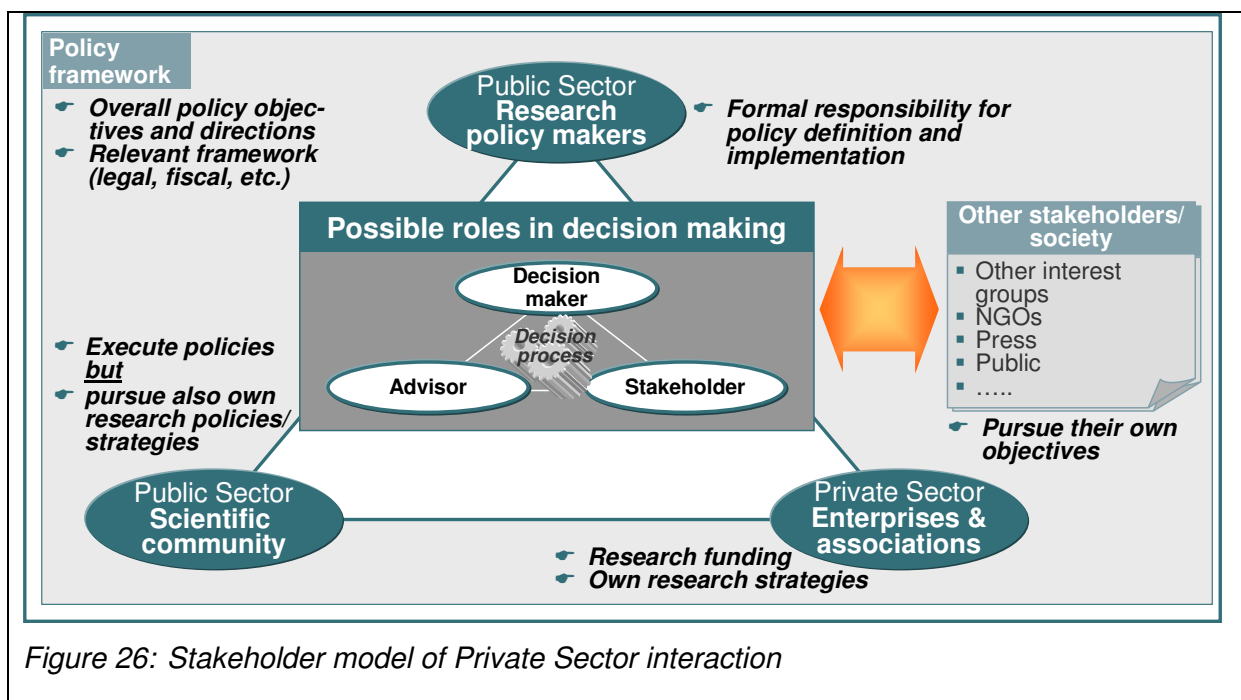 Policy
framework
☛ Overall policy objec-
tives and directions
☛ Relevant framework
(legal, fiscal, etc.)
Public Sector
Research
policy makers
☛ Formal responsibility for
policy definition and
implementation
Possible roles in decision making
Decision
maker
Decision
process
Advisor
Stakeholder
Other stakeholders/
society
▪ Other interest
groups
▪ NGOs
▪ Press
▪ Public
▪ …..
☛ Pursue their own
objectives
☛ Execute policies
but
☛ pursue also own
research policies/
strategies
Public Sector
Scientific
community
Private Sector
Enterprises &
associations
☛ Research funding
☛ Own research strategies
Figure 26: Stakeholder model of Private Sector interaction